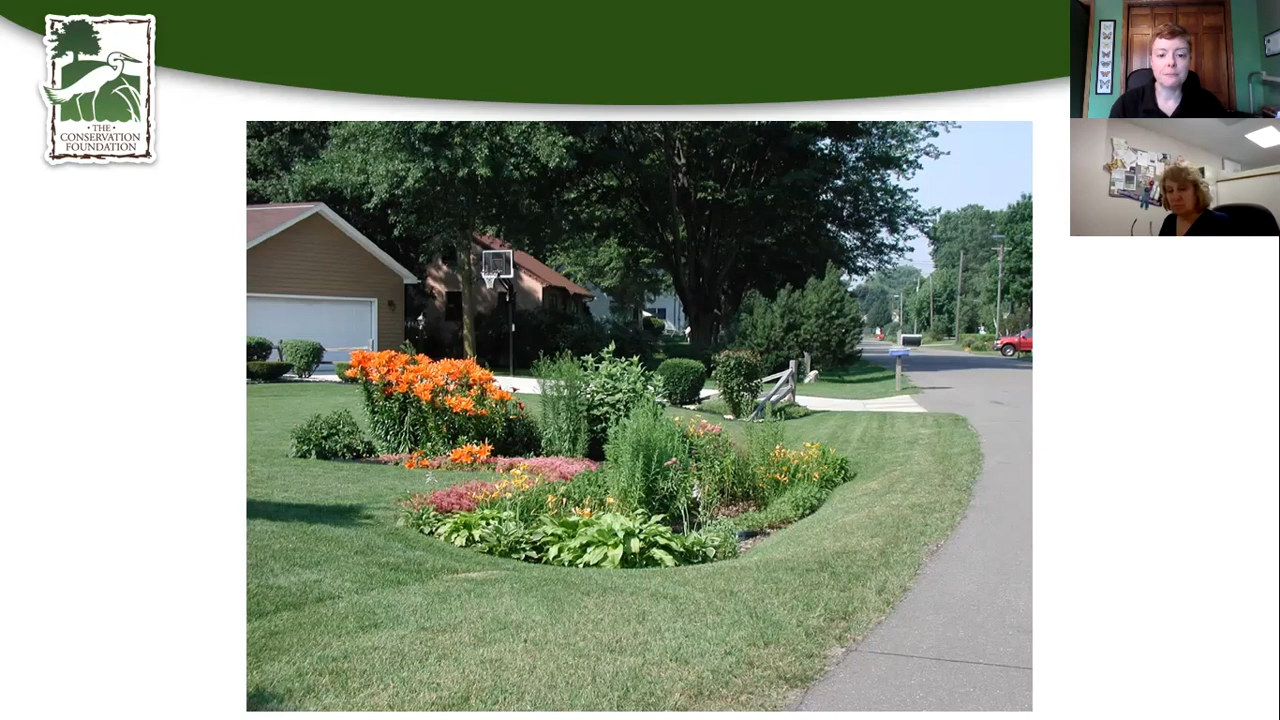 • THE •
CONSERVATION
FOUNDATION